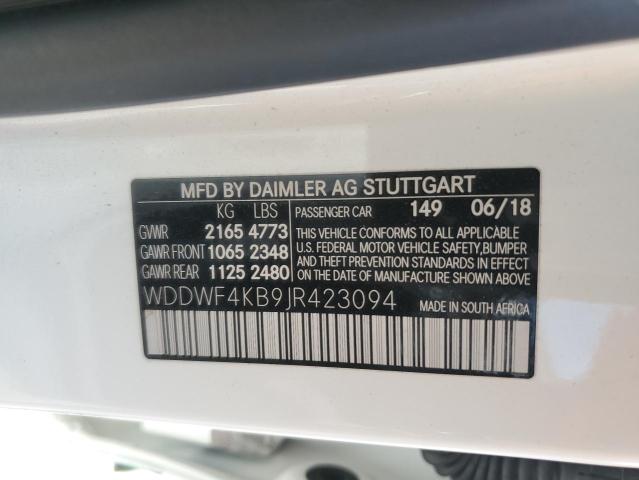 MFD BY DAIMLER AG STUTTGART
KG LBS PASSENGER CAR 149 06/18
GVWR 2165 4773 THIS VEHICLE CONFORMS TO ALL APPLICABLE
GAWR FRONT 1065 2348 U.S. FEDERAL MOTOR VEHICLE SAFETY, BUMPER
GAWR REAR 1125 2480 AND THEFT PREVENTION STANDARDS IN EFFECT
ON THE DATE OF MANUFACTURE SHOWN ABOVE
WDDWF4KB9JR423094 MADE IN SOUTH AFRICA